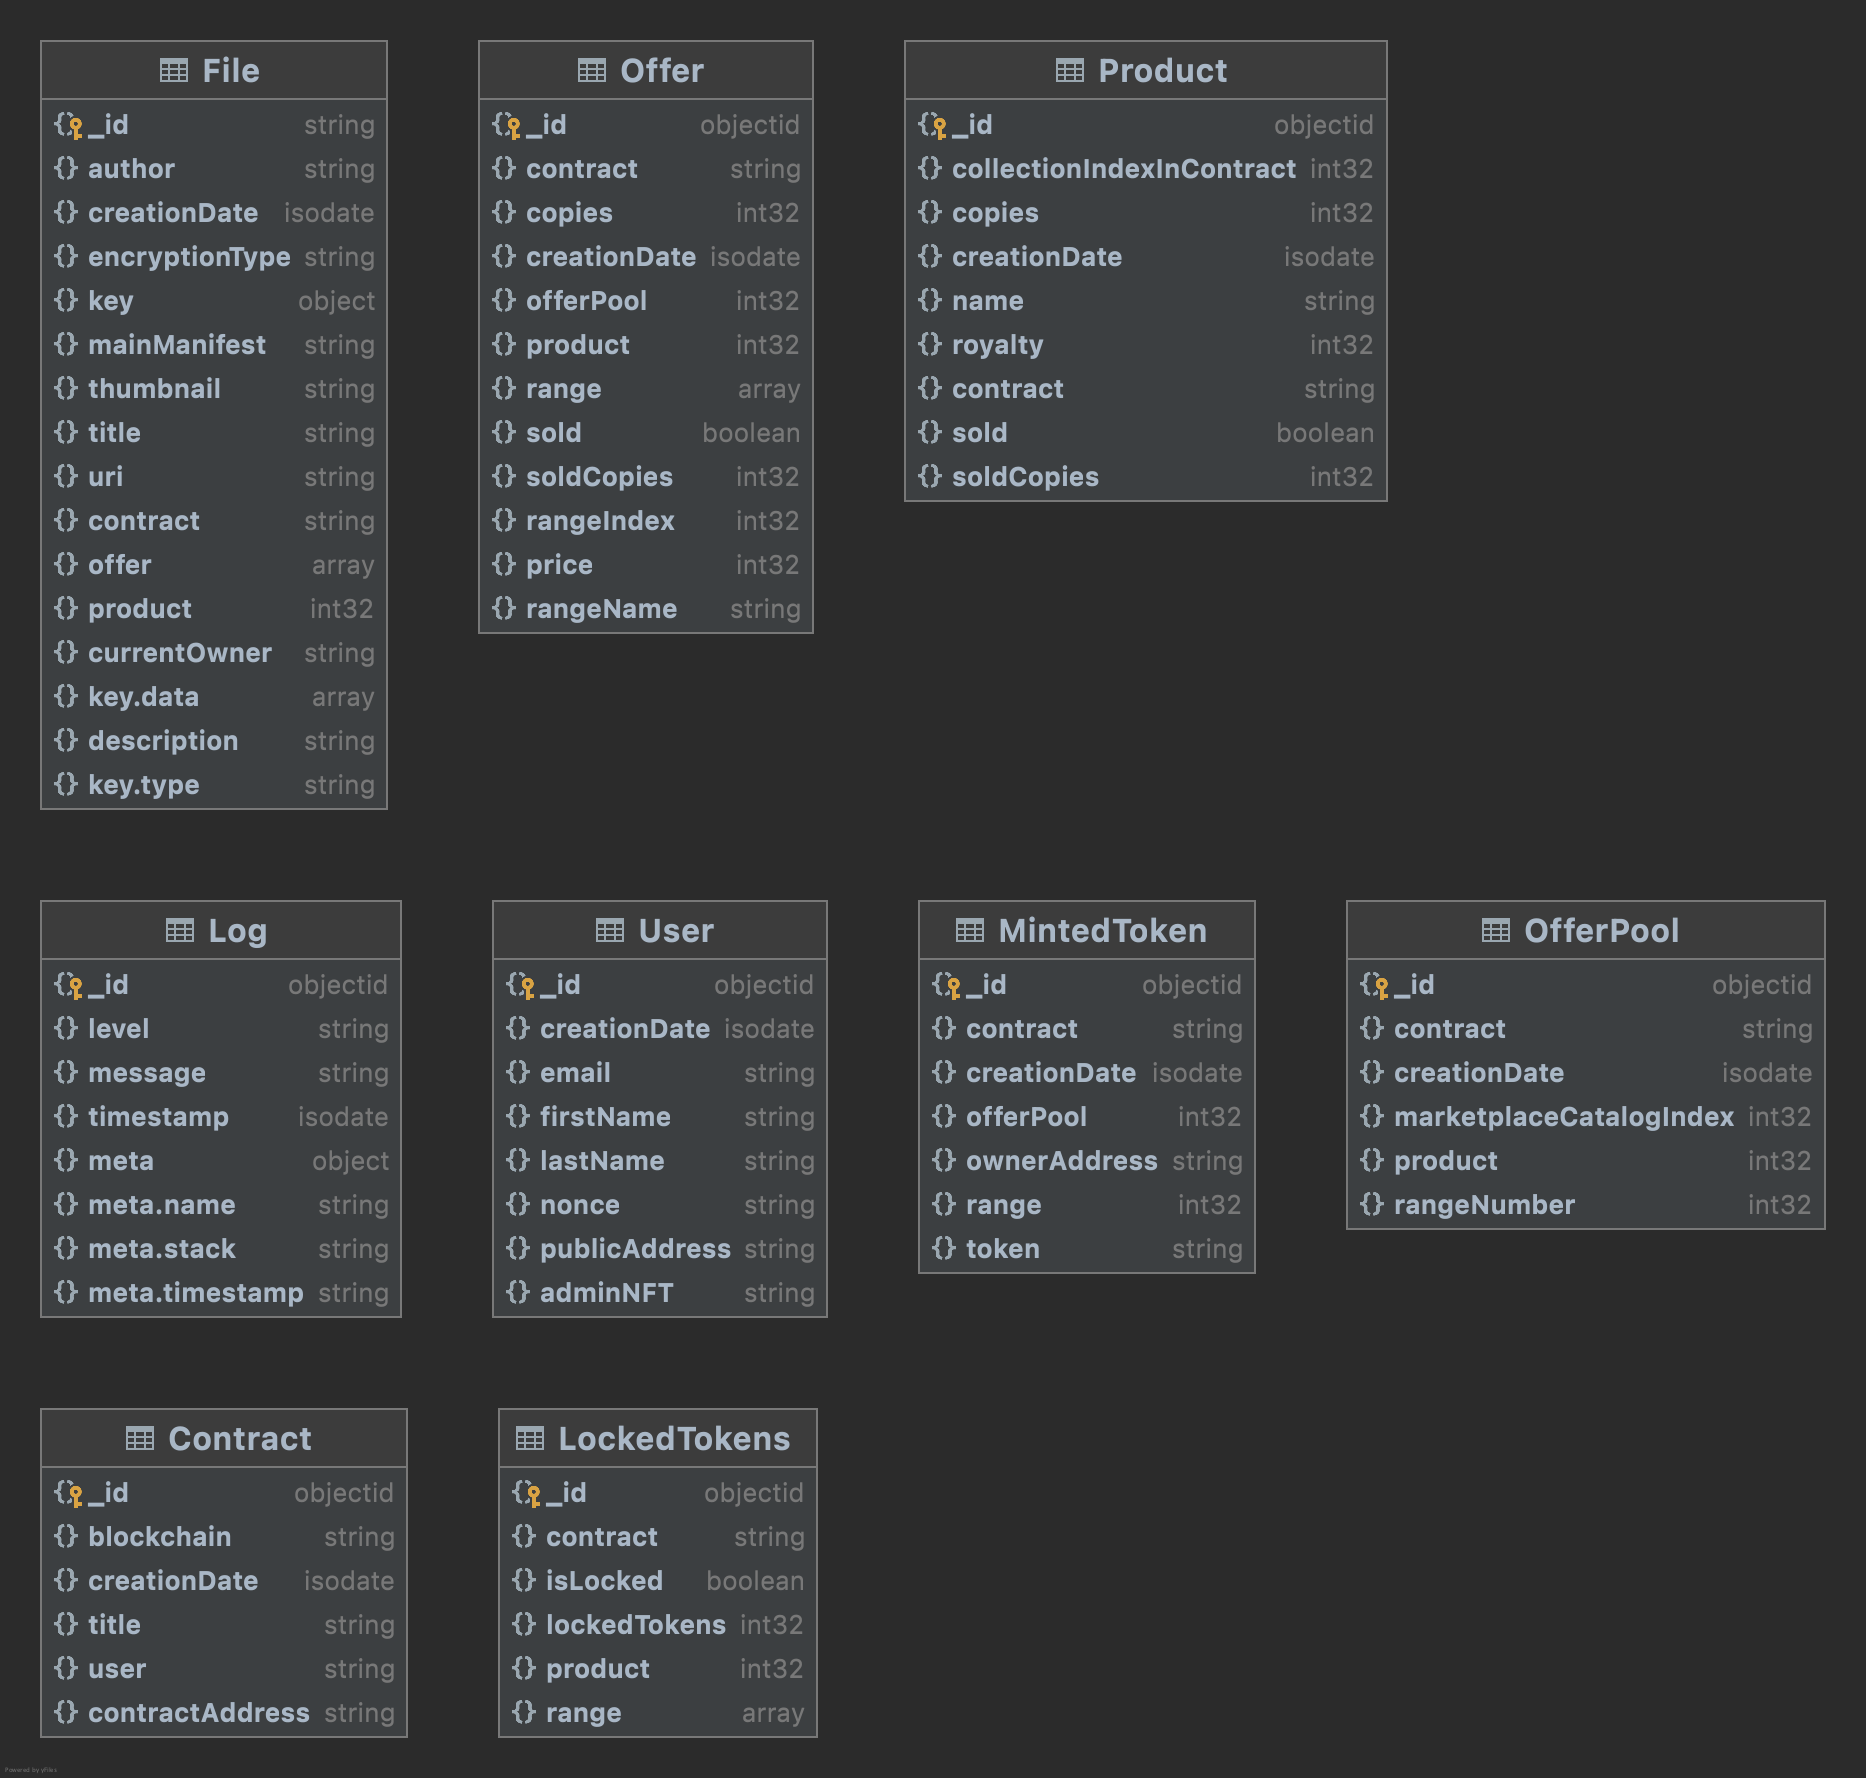 File
_id string
author string
creationDate isodate
encryptionType string
key object
mainManifest string
thumbnail string
title string
uri string
contract string
offer array
product int32
currentOwner string
key.data array
description string
key.type string
Offer
_id objectid
contract string
copies int32
creationDate isodate
offerPool int32
product int32
range array
sold boolean
soldCopies int32
rangeIndex int32
price int32
rangeName string
Product
_id objectid
collectionIndexInContract int32
copies int32
creationDate isodate
name string
royalty int32
contract string
sold boolean
soldCopies int32
Log
_id objectid
level string
message string
timestamp isodate
meta object
meta.name string
meta.stack string
meta.timestamp string
User
_id objectid
creationDate isodate
email string
firstName string
lastName string
nonce string
publicAddress string
adminNFT string
MintedToken
_id objectid
contract string
creationDate isodate
offerPool int32
ownerAddress string
range int32
token string
OfferPool
_id objectid
contract string
creationDate isodate
marketplaceCatalogIndex int32
product int32
rangeNumber int32
Contract
_id objectid
blockchain string
creationDate isodate
title string
user string
contractAddress string
LockedTokens
_id objectid
contract string
isLocked boolean
lockedTokens int32
product int32
range array
Powered by yFiles